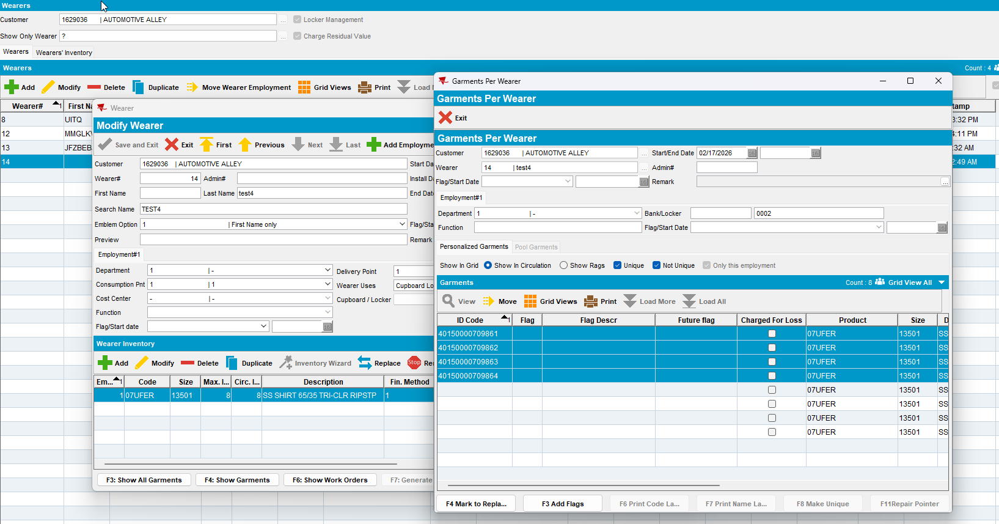 Wearers
Customer 1629036 | AUTOMOTIVE ALLEY ... Locker Management
Show Only Wearer ? ... Charge Residual Value
Wearers Wearers' Inventory
Wearers Count : 4
Add Modify Delete Duplicate Move Wearer Employment Grid Views Print Load
Wearer# 1 First Na
8 UITQ
12 MMGLK
13 JFZBEB
14
tamp
3:32 PM
4:11 PM
:32 AM
2:49 AM
Wearer
Modify Wearer
Save and Exit Exit First Previous Next Last Add Employme
Customer 1629036 | AUTOMOTIVE ALLEY Start Da
Wearer# 14 Admin# Install Da
First Name Last Name test4 End Date
Search Name TEST4
Emblem Option 1 | First Name only Flag/Sta
Preview Remark
Employment#1
Department 1 | - Delivery Point 1
Consumption Pnt 1 | 1 Wearer Uses Cupboard Lo
Cost Center - | - Cupboard / Locker
Function
Flag/Start date 16
Wearer Inventory
Add Modify Delete Duplicate Inventory Wizard Replace Stop Re
Em... 1 Code Size Max. I... Circ. I... Description Fin. Method
1 07UFER 13501 8 8 SS SHIRT 65/35 TRI-CLR RIPSTP 1
F3: Show All Garments F4: Show Garments F6: Show Work Orders F7: Generate
Garments Per Wearer
Garments Per Wearer
Exit
Garments Per Wearer
Customer 1629036 | AUTOMOTIVE ALLEY ... Start/End Date 02/17/2026 16 16
Wearer 14 | test4 ... Admin#
Flag/Start Date 16 Remark ...
Employment#1
Department 1 | - Bank/Locker 0002
Function Flag/Start Date 16
Personalized Garments Pool Garments
Show In Grid Show In Circulation Show Rags Unique Not Unique Only this employment
Garments Count : 8 Grid View All
View Move Grid Views Print Load More Load All
ID Code 1 Flag Flag Descr Future flag Charged For Loss Product Size D
40150000709861 07UFER 13501 SS
40150000709862 07UFER 13501 SS
40150000709863 07UFER 13501 SS
40150000709864 07UFER 13501 SS
07UFER 13501 SS
07UFER 13501 SS
07UFER 13501 SS
07UFER 13501 SS
F4 Mark to Repla... F3 Add Flags F6 Print Code La... F7 Print Name La... F8 Make Unique F11Repair Pointer